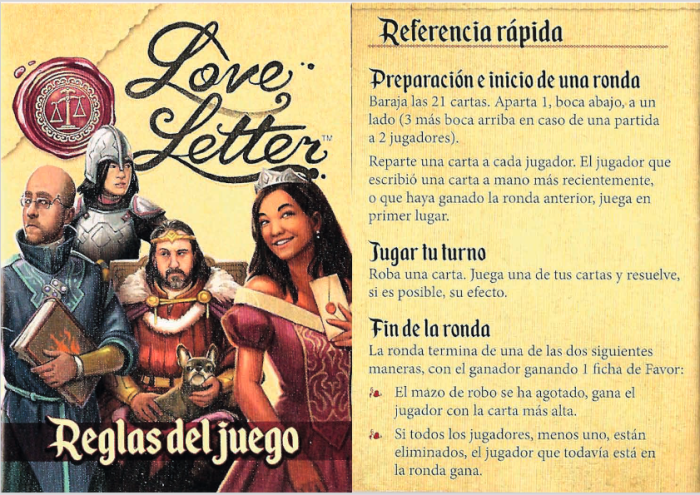 Love
Letter™
Reglas del juego
Referencia rápida
Preparación e inicio de una ronda
Baraja las 21 cartas. Aparta 1, boca abajo, a un
lado (3 más boca arriba en caso de una partida
a 2 jugadores).
Reparte una carta a cada jugador. El jugador que
escribió una carta a mano más recientemente,
o que haya ganado la ronda anterior, juega en
primer lugar.
Jugar tu turno
Roba una carta. Juega una de tus cartas y resuelve,
si es posible, su efecto.
Fin de la ronda
La ronda termina de una de las dos siguientes
maneras, con el ganador ganando 1 ficha de Favor:
El mazo de robo se ha agotado, gana el
jugador con la carta más alta.
Si todos los jugadores, menos uno, están
eliminados, el jugador que todavía está en
la ronda gana.